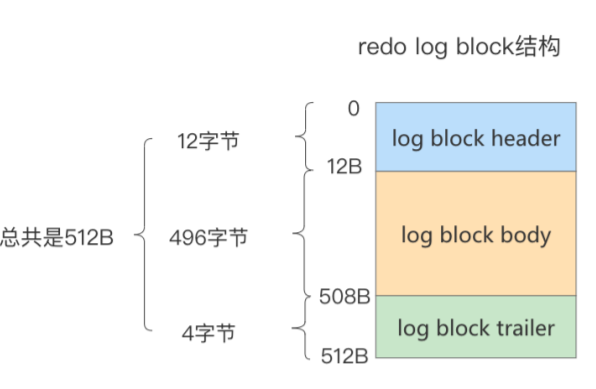 redo log block结构
0
log block header
12字节
12B
总共是512B
496字节
log block body
508B
log block trailer
4字节
512B